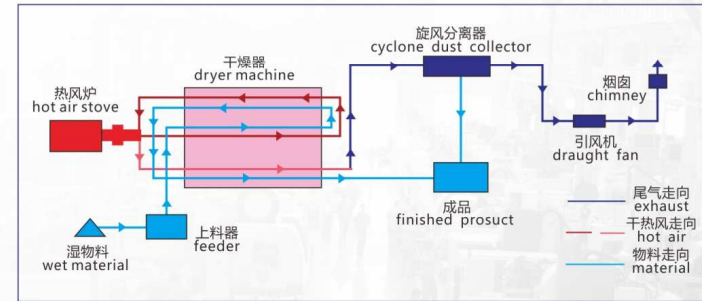 旋风分离器
cyclone dust collector
干燥器
dryer machine
热风炉
hot air stove
烟囱
chimney
引风机
draught fan
成品
finished prosuct
上料器
feeder
湿物料
wet material
尾气走向
exhaust
干热风走向
hot air
物料走向
material